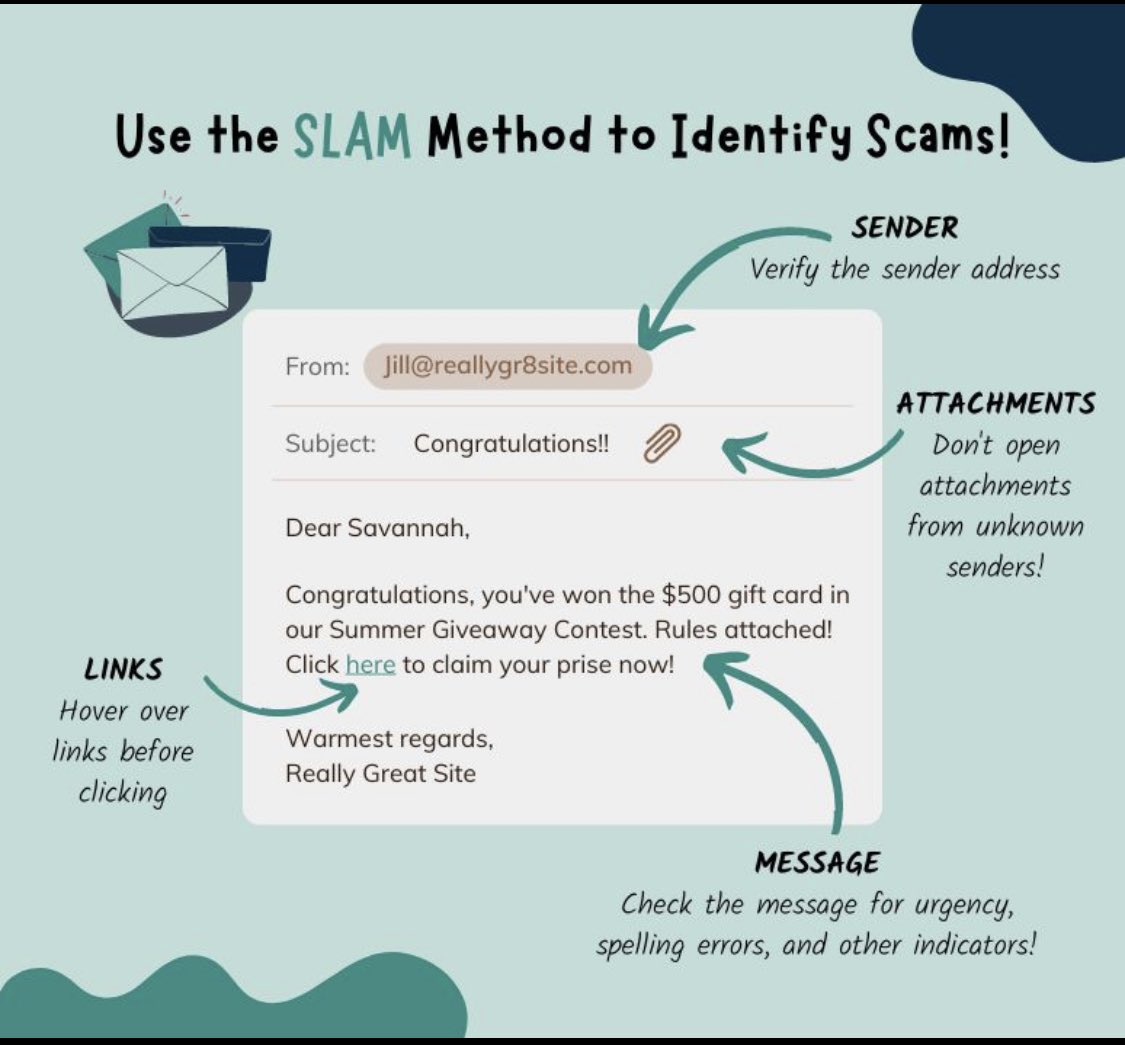 Use the SLAM Method to Identify Scams!
SENDER
Verify the sender address
From: Jill@reallygr8site.com
ATTACHMENTS
Don't open
attachments
from unknown
senders!
Subject: Congratulations!!
Dear Savannah,
Congratulations, you've won the $500 gift card in
our Summer Giveaway Contest. Rules attached!
Click here to claim your prise now!
LINKS
Hover over
links before
clicking
Warmest regards,
Really Great Site
MESSAGE
Check the message for urgency,
spelling errors, and other indicators!